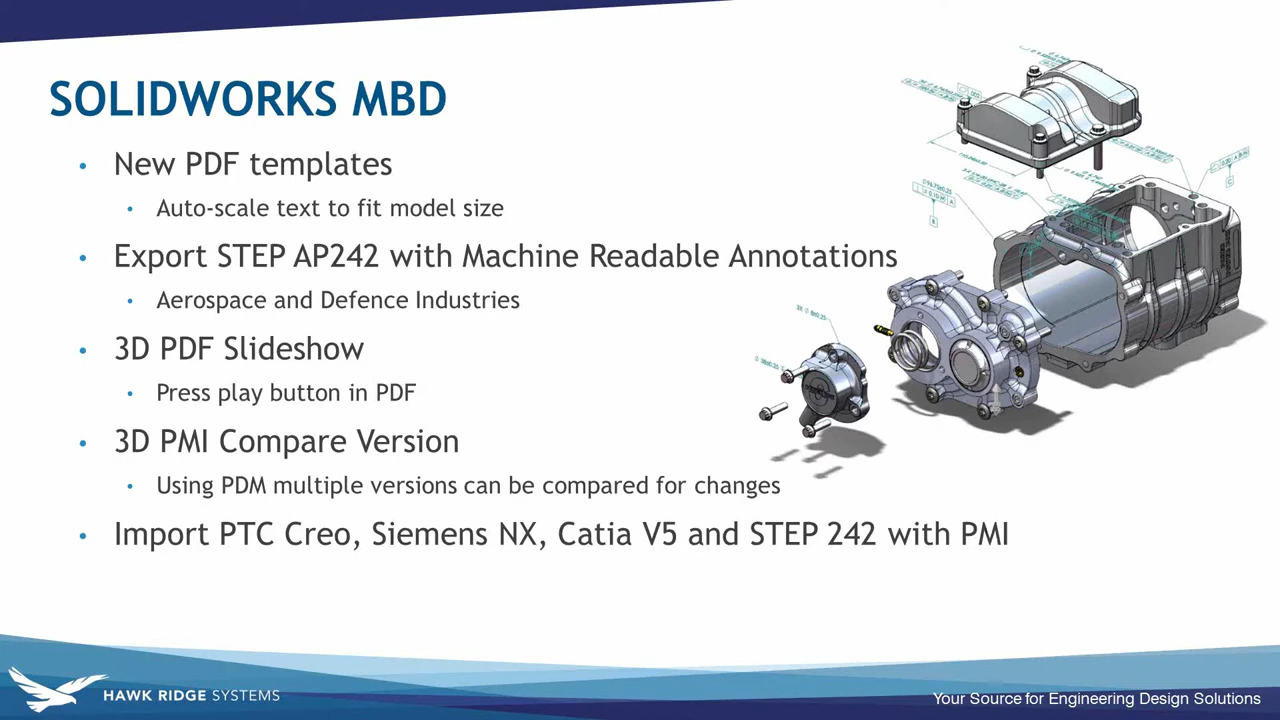 SOLIDWORKS MBD
• New PDF templates
• Auto-scale text to fit model size
• Export STEP AP242 with Machine Readable Annotations
• Aerospace and Defence Industries
• 3D PDF Slideshow
• Press play button in PDF
• 3D PMI Compare Version
• Using PDM multiple versions can be compared for changes
• Import PTC Creo, Siemens NX, Catia V5 and STEP 242 with PMI
HAWK RIDGE SYSTEMS
Your Source for Engineering Design Solutions